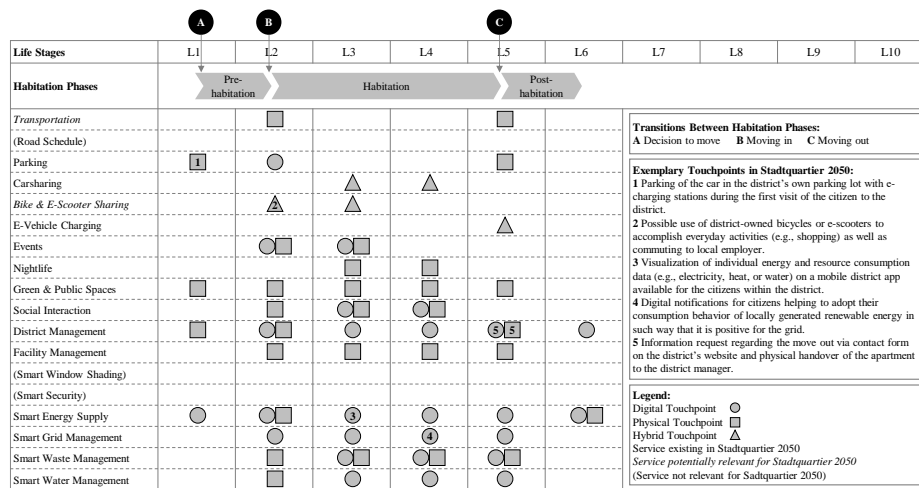 A B C
Life Stages L1 L2 L3 L4 L5 L6 L7 L8 L9 L10
Habitation Phases
Pre-
habitation
Habitation
Post-
habitation
Transportation
(Road Schedule)
Parking 1
Carsharing
Bike & E-Scooter Sharing 2
E-Vehicle Charging
Events
Nightlife
Green & Public Spaces
Social Interaction
District Management 5 5
Facility Management
(Smart Window Shading)
(Smart Security)
Smart Energy Supply 3
Smart Grid Management 4
Smart Waste Management
Smart Water Management
Transitions Between Habitation Phases:
A Decision to move B Moving in C Moving out
Exemplary Touchpoints in Stadtquartier 2050:
1 Parking of the car in the district's own parking lot with e-
charging stations during the first visit of the citizen to the
district.
2 Possible use of district-owned bicycles or e-scooters to
accomplish everyday activities (e.g., shopping) as well as
commuting to local employer.
3 Visualization of individual energy and resource consumption
data (e.g., electricity, heat, or water) on a mobile district app
available for the citizens within the district.
4 Digital notifications for citizens helping to adopt their
consumption behavior of locally generated renewable energy in
such way that it is positive for the grid.
5 Information request regarding the move out via contact form
on the district's website and physical handover of the apartment
to the district manager.
Legend:
Digital Touchpoint
Physical Touchpoint
Hybrid Touchpoint
Service existing in Stadtquartier 2050
Service potentially relevant for Stadtquartier 2050
(Service not relevant for Sadtquartier 2050)